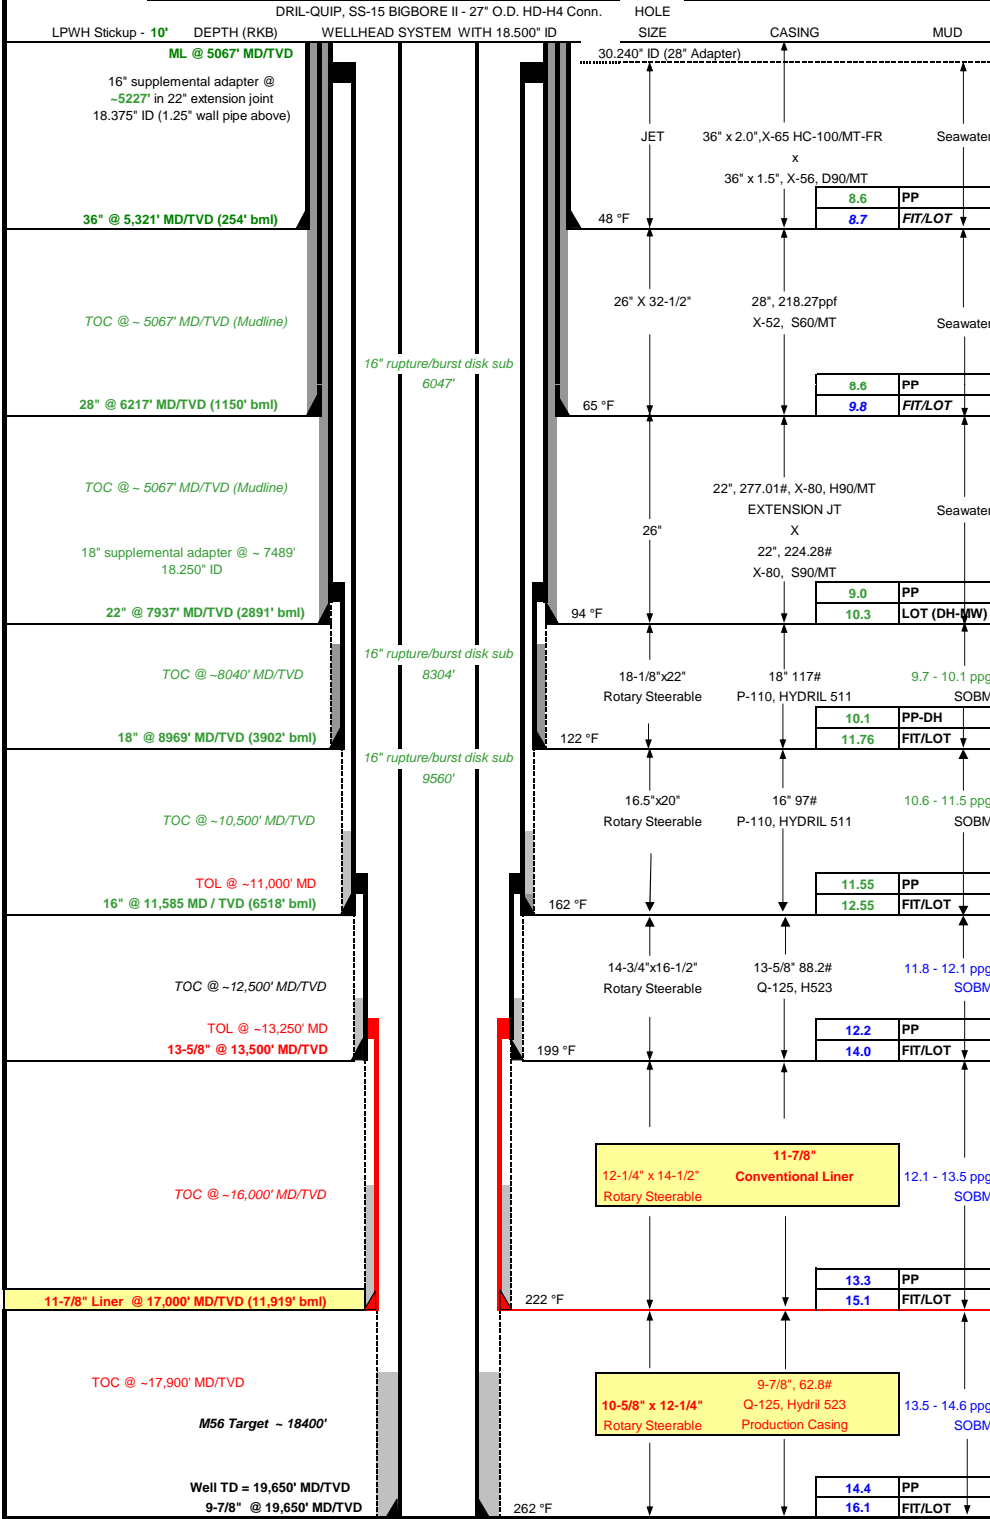 DRIL-QUIP, SS-15 BIGBORE II - 27" O.D. HD-H4 Conn. HOLE
LPWH Stickup - 10' DEPTH (RKB) WELLHEAD SYSTEM WITH 18.500" ID SIZE CASING MUD
ML @ 5067' MD/TVD 30.240" ID (28" Adapter)
16" supplemental adapter @
~5227' in 22" extension joint
18.375" ID (1.25" wall pipe above)
JET 36" x 2.0",X-65 HC-100/MT-FR Seawater
x
36" x 1.5", X-56, D90/MT
8.6 PP
36" @ 5,321' MD/TVD (254' bml) 48 °F 8.7 FIT/LOT
26" X 32-1/2" 28", 218.27ppf
TOC @ ~ 5067' MD/TVD (Mudline) X-52, S60/MT Seawater
16" rupture/burst disk sub
6047'
8.6 PP
28" @ 6217' MD/TVD (1150' bml) 65 °F 9.8 FIT/LOT
TOC @ ~ 5067' MD/TVD (Mudline) 22", 277.01#, X-80, H90/MT
EXTENSION JT Seawater
26" X
18" supplemental adapter @ ~ 7489' 22", 224.28#
18.250" ID X-80, S90/MT
9.0 PP
22" @ 7937' MD/TVD (2891' bml) 94 °F 10.3 LOT (DH-MW)
16" rupture/burst disk sub
8304'
TOC @ ~8040' MD/TVD 18-1/8"x22" 18" 117# 9.7 - 10.1 ppg
Rotary Steerable P-110, HYDRIL 511 SOBM
10.1 PP-DH
18" @ 8969' MD/TVD (3902' bml) 122 °F 11.76 FIT/LOT
16" rupture/burst disk sub
9560'
16.5"x20" 16" 97# 10.6 - 11.5 ppg
TOC @ ~10,500' MD/TVD Rotary Steerable P-110, HYDRIL 511 SOBM
TOL @ ~11,000' MD 11.55 PP
16" @ 11,585 MD / TVD (6518' bml) 162 °F 12.55 FIT/LOT
14-3/4"x16-1/2" 13-5/8" 88.2# 11.8 - 12.1 ppg
TOC @ ~12,500' MD/TVD Rotary Steerable Q-125, H523 SOBM
TOL @ ~13,250' MD 12.2 PP
13-5/8" @ 13,500' MD/TVD 199 °F 14.0 FIT/LOT
11-7/8"
12-1/4" x 14-1/2" Conventional Liner 12.1 - 13.5 ppg
TOC @ ~16,000' MD/TVD Rotary Steerable SOBM
13.3 PP
11-7/8" Liner @ 17,000' MD/TVD (11,919' bml) 222 °F 15.1 FIT/LOT
TOC @ ~17,900' MD/TVD 9-7/8", 62.8#
10-5/8" x 12-1/4" Q-125, Hydril 523 13.5 - 14.6 ppg
M56 Target ~ 18400' Rotary Steerable Production Casing SOBM
Well TD = 19,650' MD/TVD 14.4 PP
9-7/8" @ 19,650' MD/TVD 262 °F 16.1 FIT/LOT